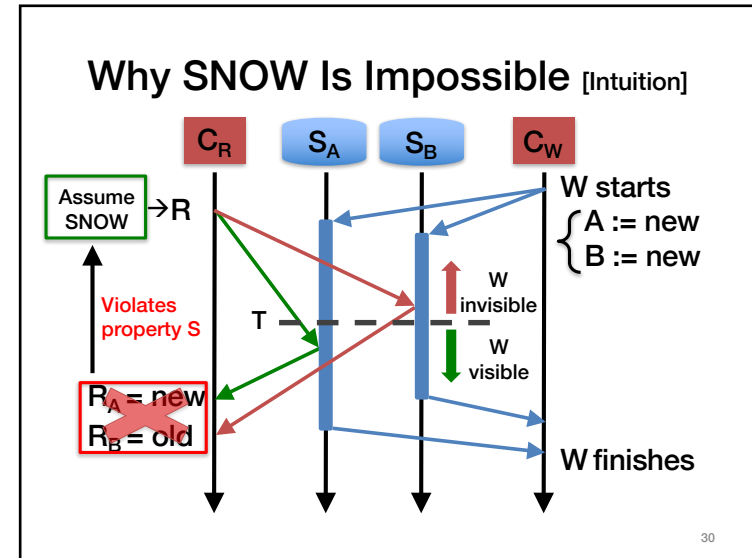 Why SNOW Is Impossible [Intuition]
C_R
S_A
S_B
C_W
Assume
SNOW
→R
W starts
A := new
B := new
W
invisible
Violates
property S
T
W
visible
R_A = new
R_B = old
W finishes
30